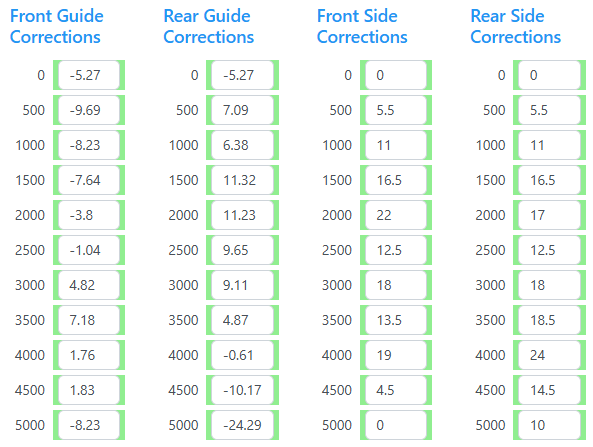 Front Guide Rear Guide Front Side Rear Side
Corrections Corrections Corrections Corrections
0 -5.27 0 -5.27 0 0 0 0
500 -9.69 500 7.09 500 5.5 500 5.5
1000 -8.23 1000 6.38 1000 11 1000 11
1500 -7.64 1500 11.32 1500 16.5 1500 16.5
2000 -3.8 2000 11.23 2000 22 2000 17
2500 -1.04 2500 9.65 2500 12.5 2500 12.5
3000 4.82 3000 9.11 3000 18 3000 18
3500 7.18 3500 4.87 3500 13.5 3500 18.5
4000 1.76 4000 -0.61 4000 19 4000 24
4500 1.83 4500 -10.17 4500 4.5 4500 14.5
5000 -8.23 5000 -24.29 5000 0 5000 10